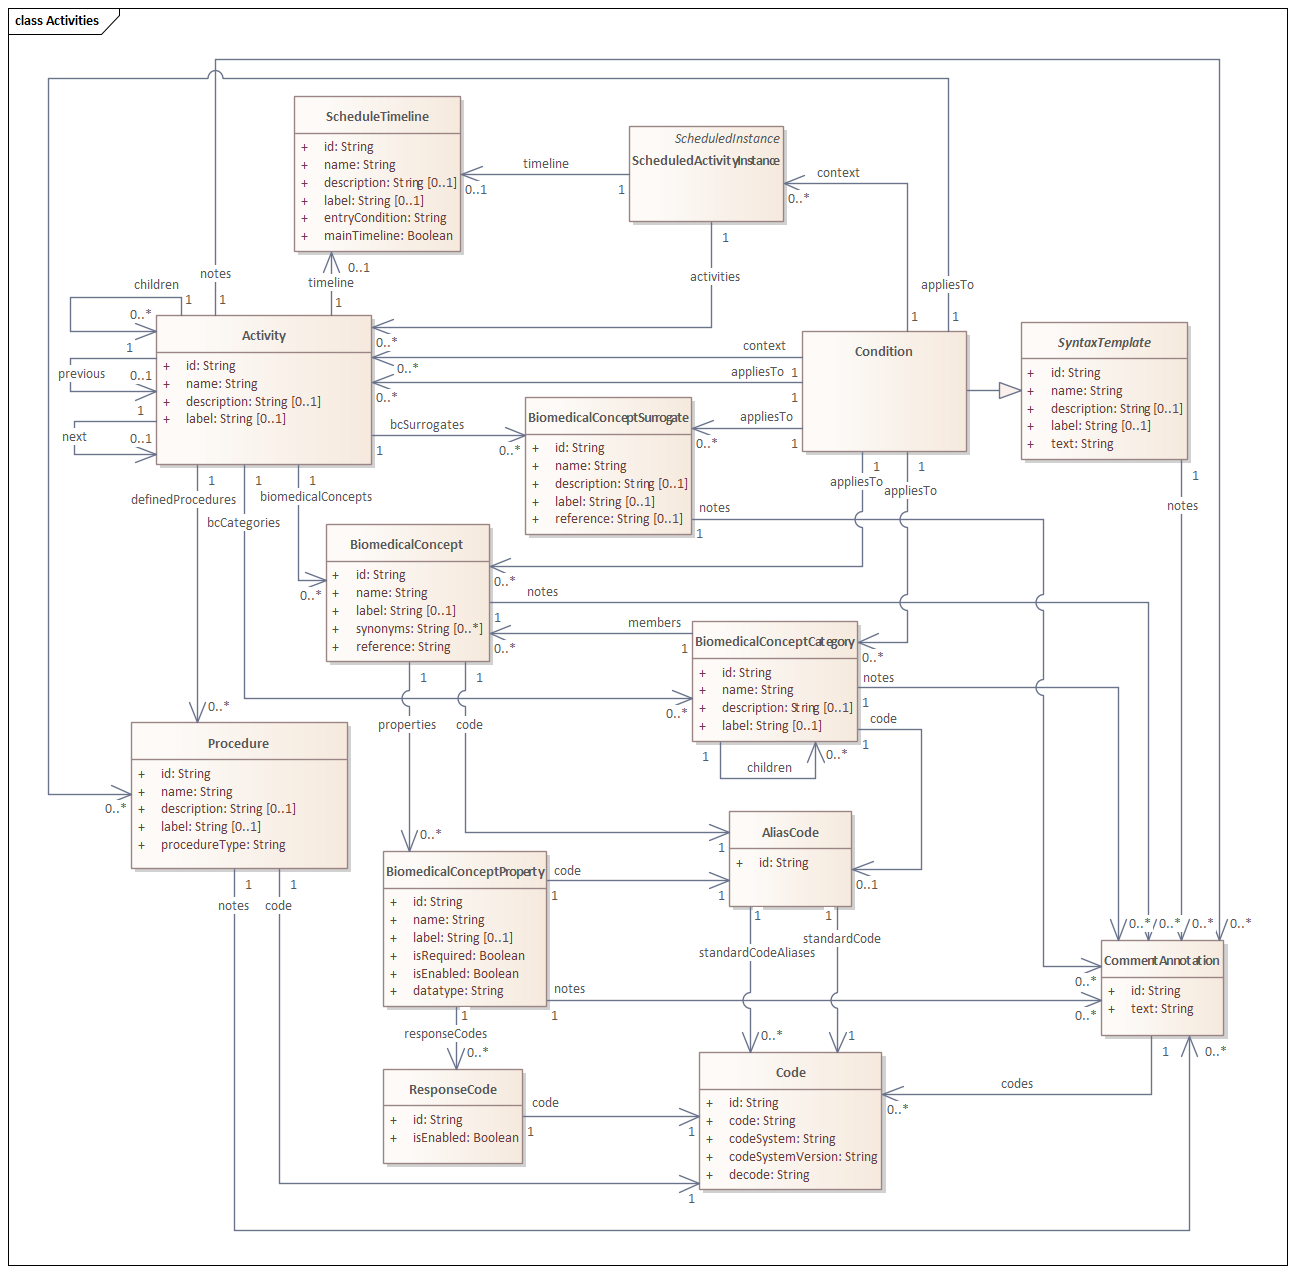 class Activities
ScheduleTimeline
+ id: String
+ name: String
+ description: String [0..1]
+ label: String [0..1]
+ entryCondition: String
+ mainTimeline: Boolean
ScheduledInstance
ScheduledActivityInstance
timeline
0..1
1
context
0..*
1
activities
1
0..*
appliesTo
1
notes
1
children
1
0..*
timeline
0..1
1
Activity
+ id: String
+ name: String
+ description: String [0..1]
+ label: String [0..1]
1
previous
0..1
1
next
0..1
context
1
0..*
appliesTo
1
0..*
Condition
SyntaxTemplate
+ id: String
+ name: String
+ description: String [0..1]
+ label: String [0..1]
+ text: String
1
notes
bcSurrogates
1
0..*
appliesTo
1
0..*
BiomedicalConceptSurrogate
+ id: String
+ name: String
+ description: String [0..1]
+ label: String [0..1]
+ reference: String [0..1]
notes
1
1
appliesTo
1
appliesTo
1
definedProcedures
1
bcCategories
1
biomedicalConcepts
0..*
BiomedicalConcept
+ id: String
+ name: String
+ label: String [0..1]
+ synonyms: String [0..*]
+ reference: String
0..*
notes
1
members
1
0..*
BiomedicalConceptCategory
+ id: String
+ name: String
+ description: String [0..1]
+ label: String [0..1]
0..*
notes
1
code
1
0..*
1
children
0..*
1
properties
0..*
1
code
1
0..*
Procedure
+ id: String
+ name: String
+ description: String [0..1]
+ label: String [0..1]
+ procedureType: String
0..*
1
notes
1
code
AliasCode
+ id: String
0..1
BiomedicalConceptProperty
+ id: String
+ name: String
+ label: String [0..1]
+ isRequired: Boolean
+ isEnabled: Boolean
+ datatype: String
code
1
1
notes
1
0..*
1
standardCodeAliases
0..*
1
standardCode
1
0..*
0..*
0..*
0..*
CommentAnnotation
+ id: String
+ text: String
0..*
1
0..*
codes
0..*
1
responseCodes
0..*
ResponseCode
+ id: String
+ isEnabled: Boolean
code
1
1
Code
+ id: String
+ code: String
+ codeSystem: String
+ codeSystemVersion: String
+ decode: String
1